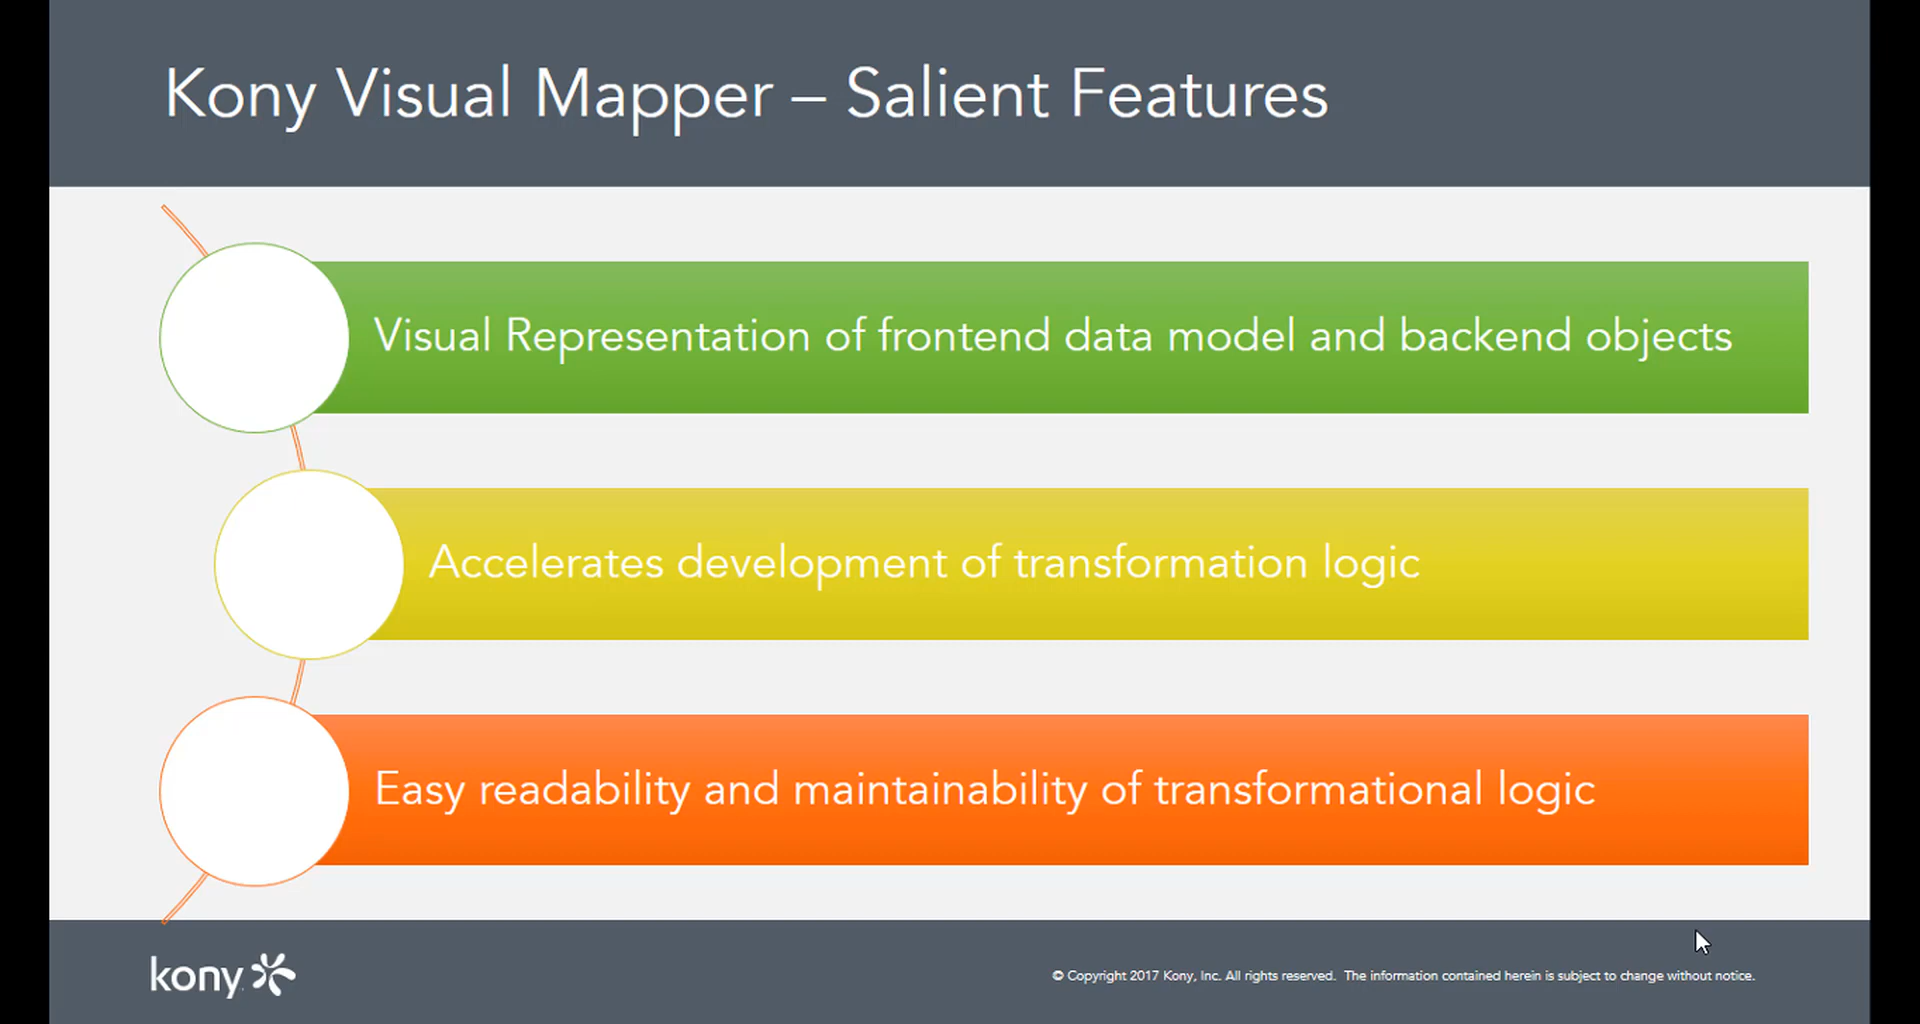 Kony Visual Mapper – Salient Features
Visual Representation of frontend data model and backend objects
Accelerates development of transformation logic
Easy readability and maintainability of transformational logic
kony
© Copyright 2017 Kony, Inc. All rights reserved. The information contained herein is subject to change without notice.